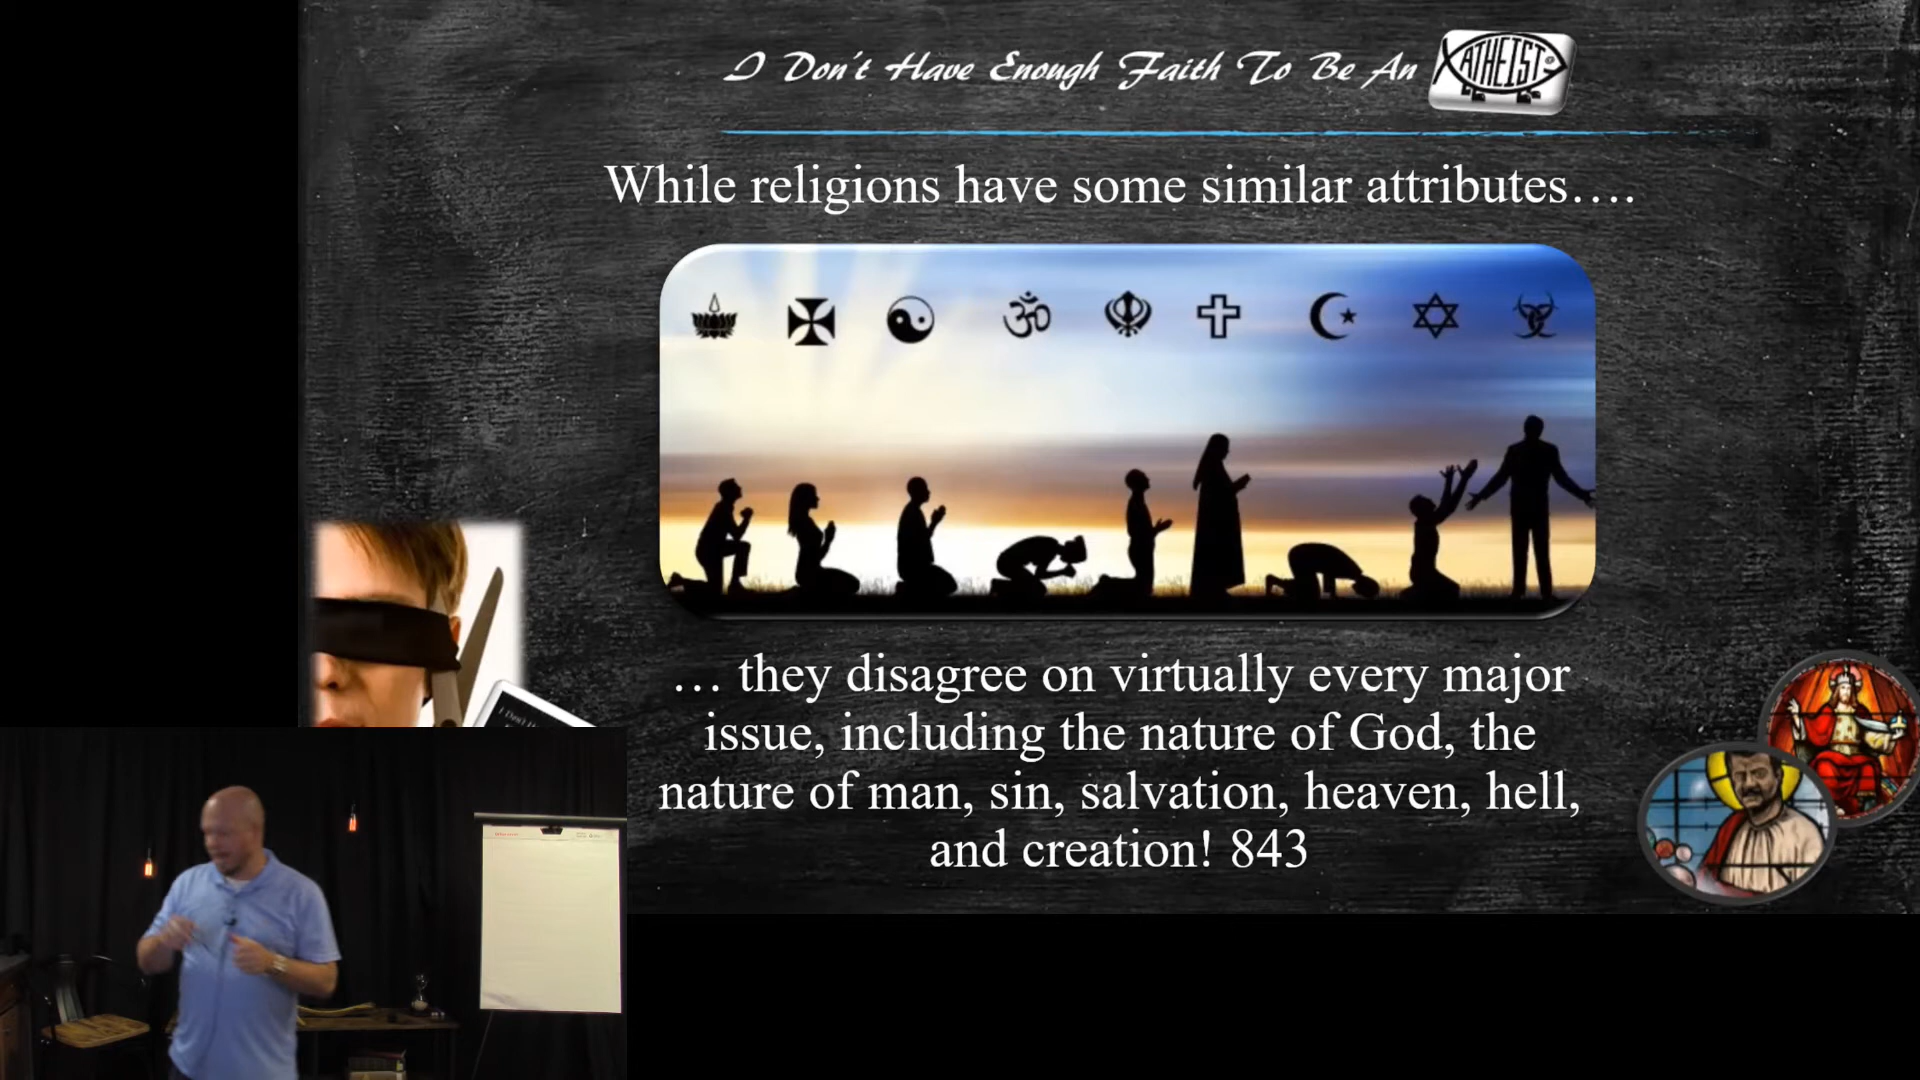 I Don't Have Enough Faith To Be An ATHEIST
While religions have some similar attributes….
… they disagree on virtually every major
issue, including the nature of God, the
nature of man, sin, salvation, heaven, hell,
and creation! 843